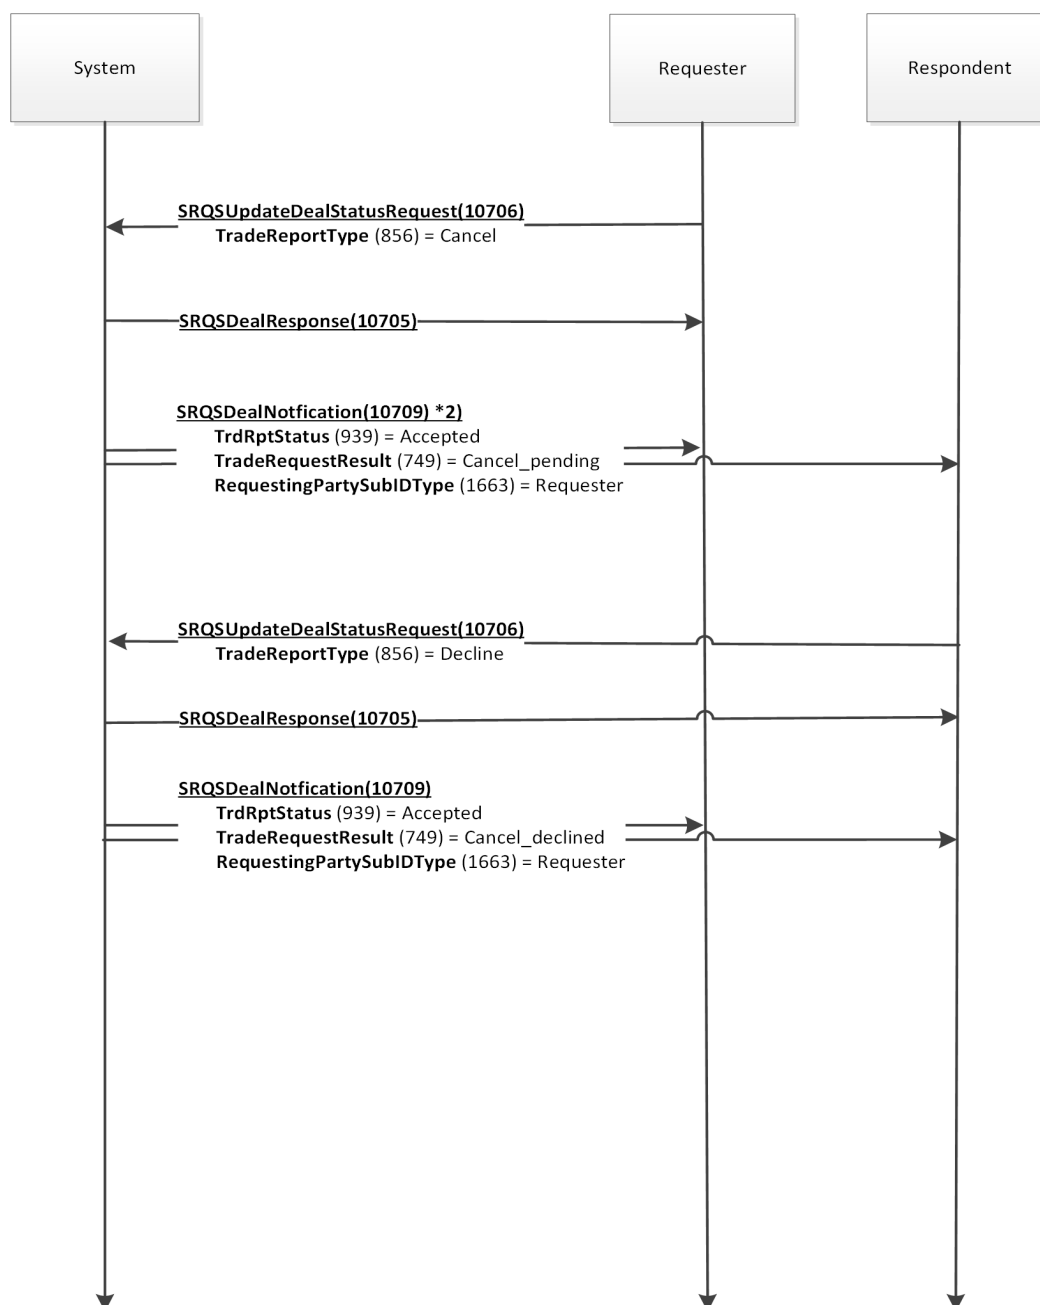 System
Requester
Respondent
SRQSUpdateDealStatusRequest(10706)
TradeReportType (856) = Cancel
SRQSDealResponse(10705)
SRQSDealNotfication(10709) *2)
TrdRptStatus (939) = Accepted
TradeRequestResult (749) = Cancel_pending
RequestingPartySubIDType (1663) = Requester
SRQSUpdateDealStatusRequest(10706)
TradeReportType (856) = Decline
SRQSDealResponse(10705)
SRQSDealNotfication(10709)
TrdRptStatus (939) = Accepted
TradeRequestResult (749) = Cancel_declined
RequestingPartySubIDType (1663) = Requester